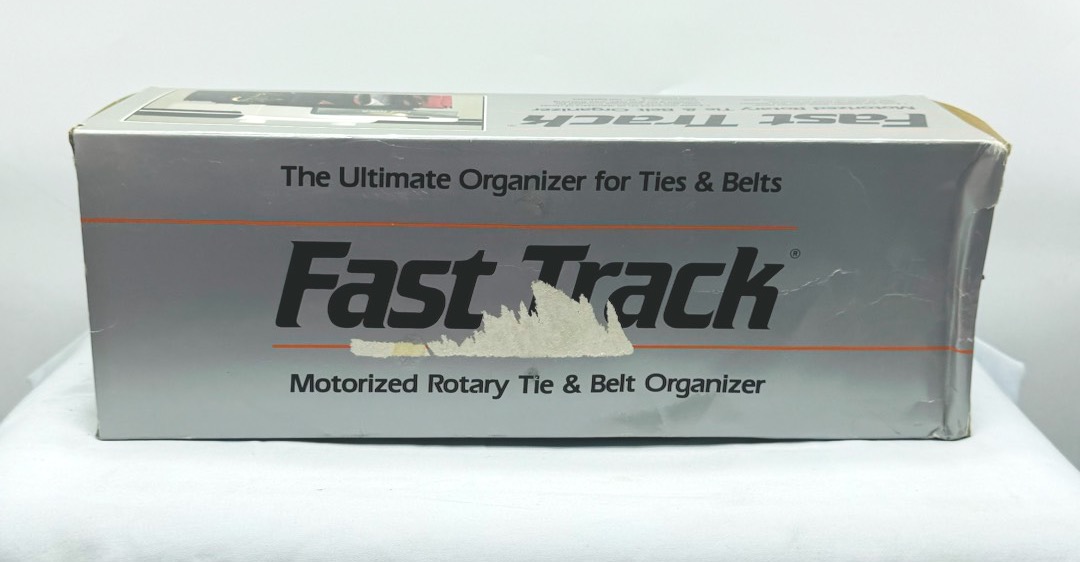 Fast Track
Motorized Rotary Tie & Belt Organizer
The Ultimate Organizer for Ties & Belts
Fast Track®
Motorized Rotary Tie & Belt Organizer